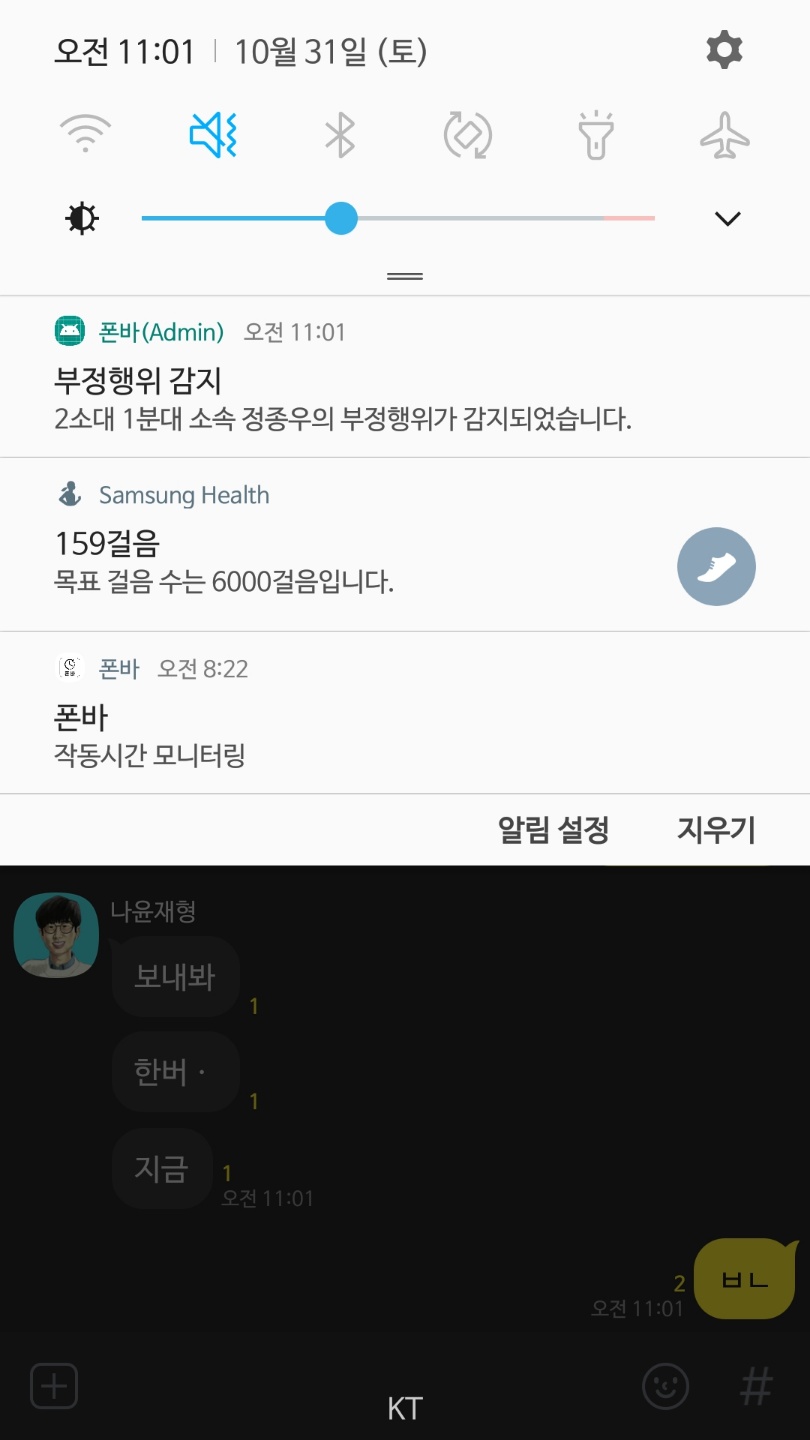 오전 11:01 | 10월 31일 (토)
폰바(Admin) 오전 11:01
부정행위 감지
2소대 1분대 소속 정종우의 부정행위가 감지되었습니다.
Samsung Health
159걸음
목표 걸음 수는 6000걸음입니다.
폰바 오전 8:22
폰바
작동시간 모니터링
알림 설정 지우기
나윤재형
보내봐
1
한버 ·
1
지금
1
오전 11:01
ㅂㄴ
2
오전 11:01
#
KT